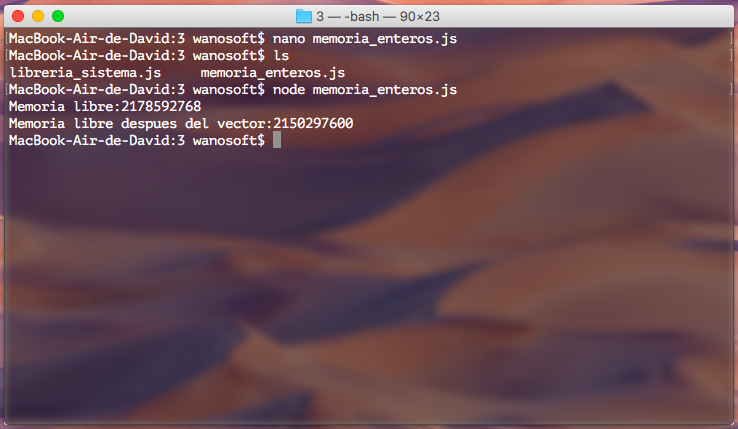 3 — -bash — 90×23
MacBook-Air-de-David:3 wanosoft$ nano memoria_enteros.js
MacBook-Air-de-David:3 wanosoft$ ls
libreria_sistema.js     memoria_enteros.js
MacBook-Air-de-David:3 wanosoft$ node memoria_enteros.js
Memoria libre:2178592768
Memoria libre despues del vector:2150297600
MacBook-Air-de-David:3 wanosoft$